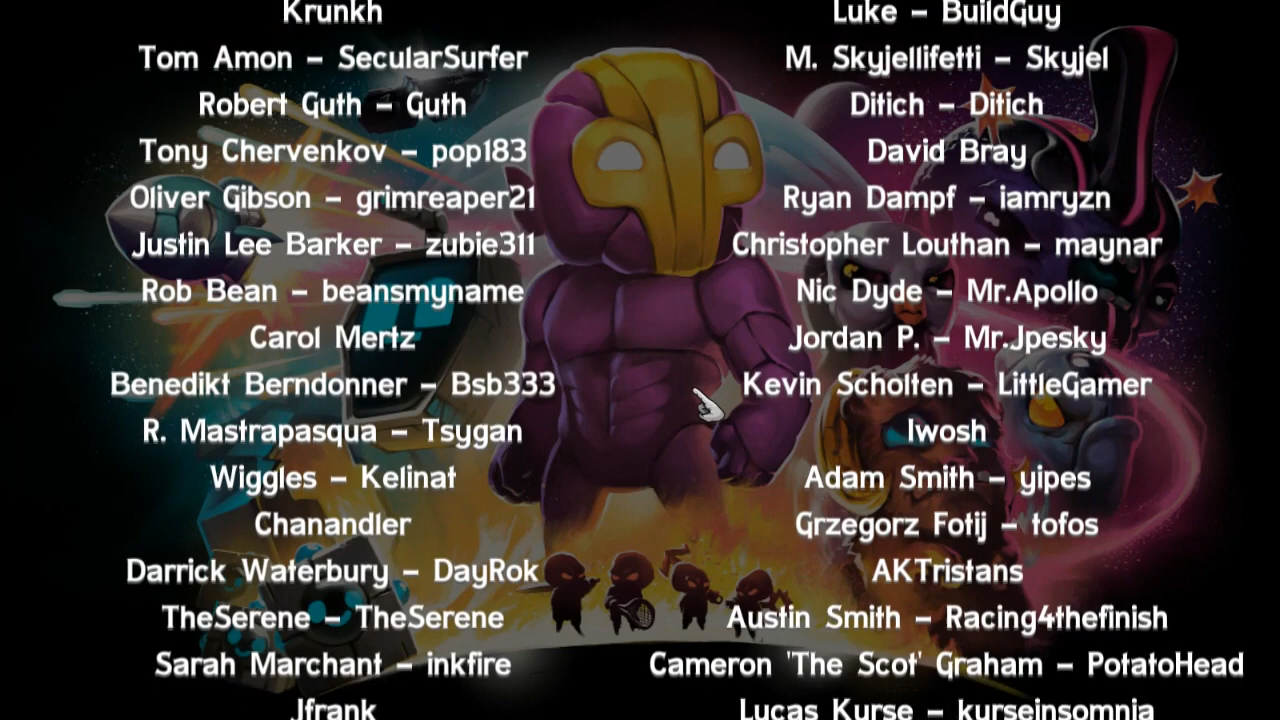 Krunkh
Tom Amon – SecularSurfer
Robert Guth – Guth
Tony Chervenkov – pop183
Oliver Gibson – grimreaper21
Justin Lee Barker – zubie311
Rob Bean – beansmyname
Carol Mertz
Benedikt Berndonner – Bsb333
R. Mastrapasqua – Tsygan
Wiggles – Kelinat
Chanandler
Darrick Waterbury – DayRok
TheSerene – TheSerene
Sarah Marchant – inkfire
Jfrank
Luke – BuildGuy
M. Skyjellifetti – Skyjel
Ditich – Ditich
David Bray
Ryan Dampf – iamryzn
Christopher Louthan – maynar
Nic Dyde – Mr.Apollo
Jordan P. – Mr.Jpesky
Kevin Scholten – LittleGamer
Iwosh
Adam Smith – yipes
Grzegorz Fotij – tofos
AKTristans
Austin Smith – Racing4thefinish
Cameron 'The Scot' Graham – PotatoHead
Lucas Kurse – kurseinsomnia